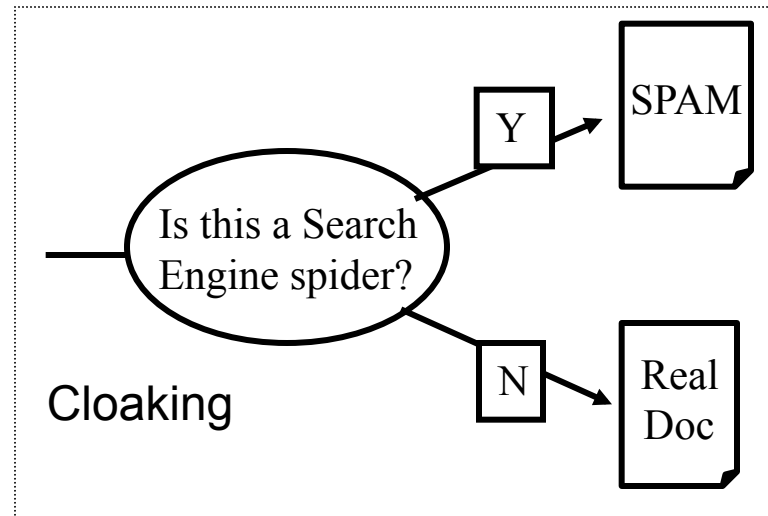 SPAM
Y
Is this a Search
Engine spider?
N
Real
Doc
Cloaking